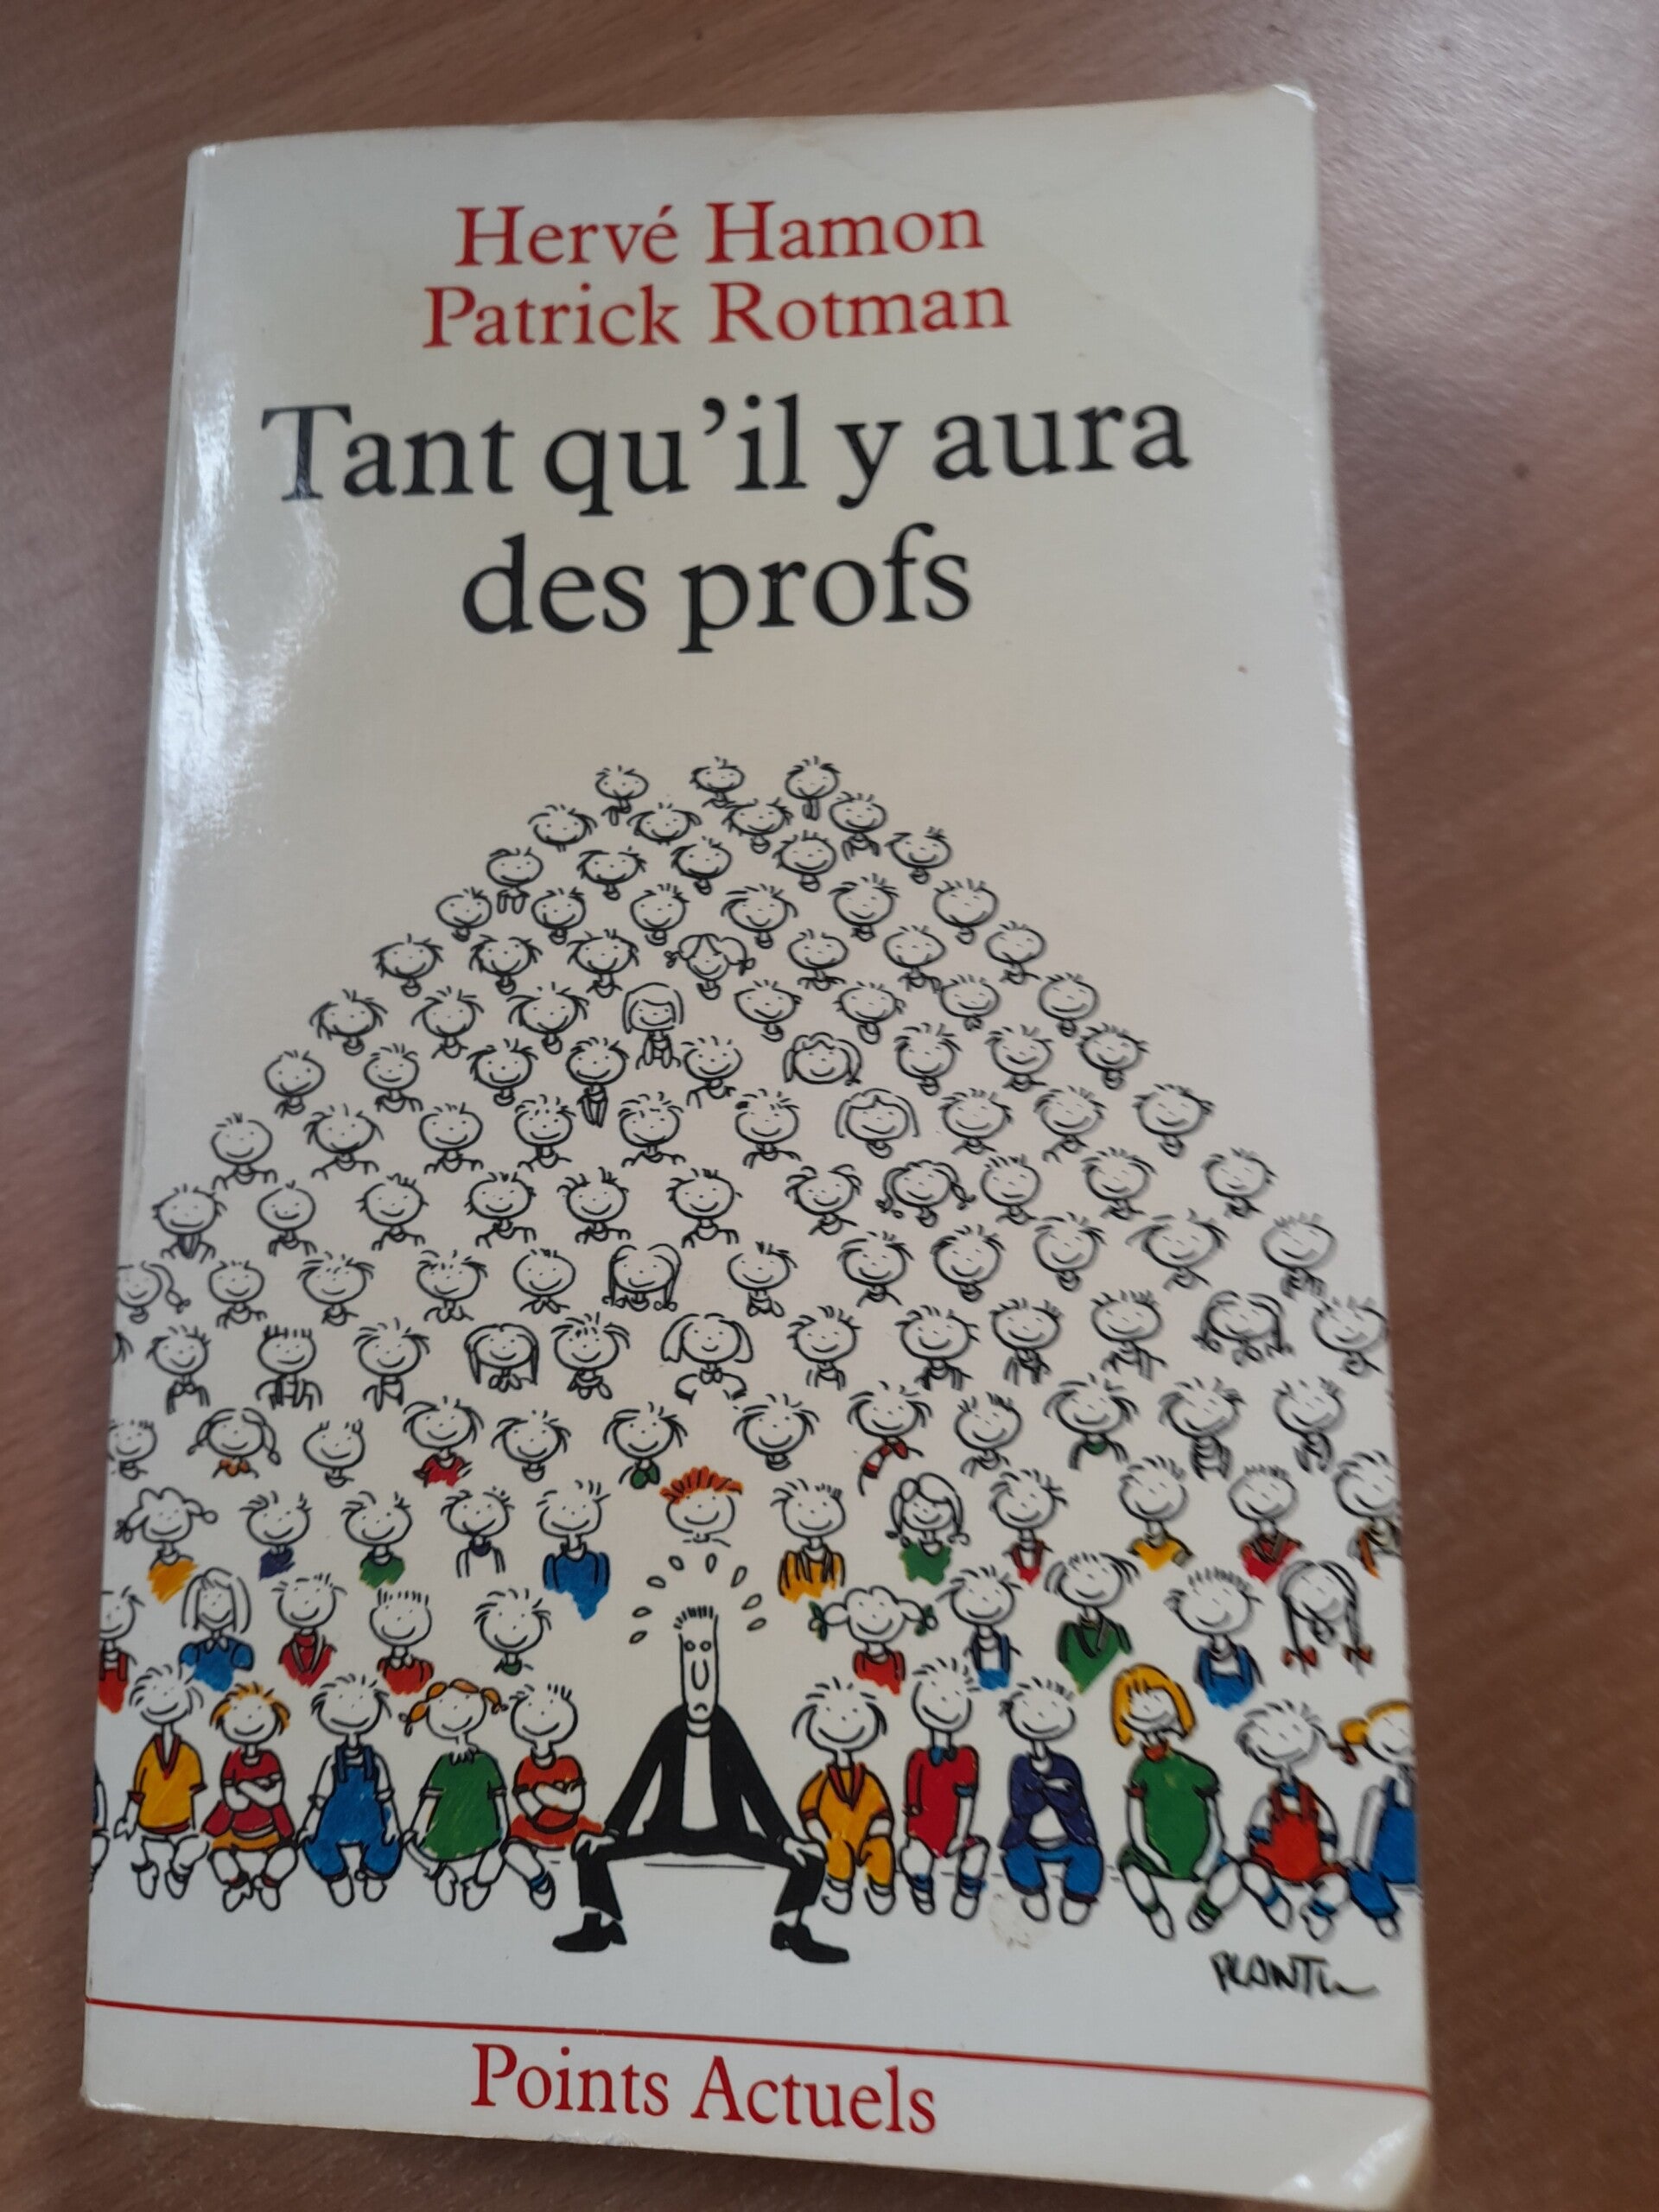 Hervé Hamon
Patrick Rotman
Tant qu'il y aura
des profs
PLANTU
Points Actuels